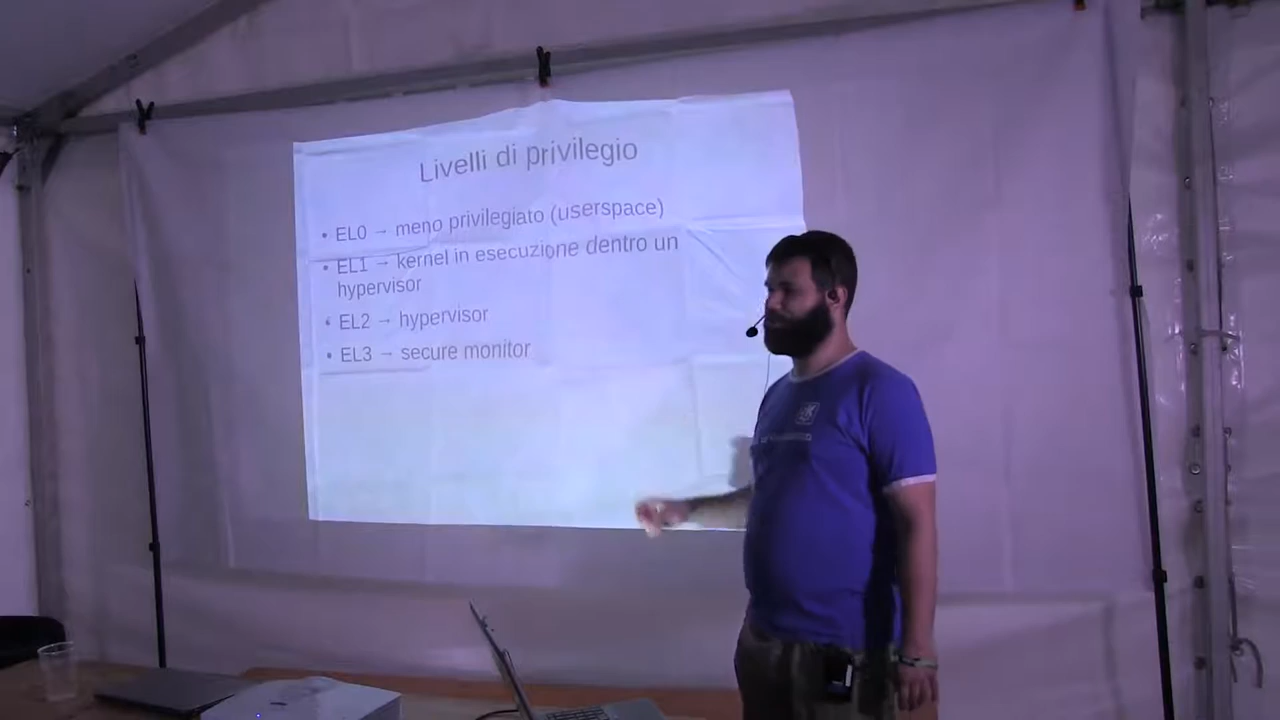 Livelli di privilegio
• EL0 → meno privilegiato (userspace)
• EL1 → kernel in esecuzione dentro un
hypervisor
• EL2 → hypervisor
• EL3 → secure monitor